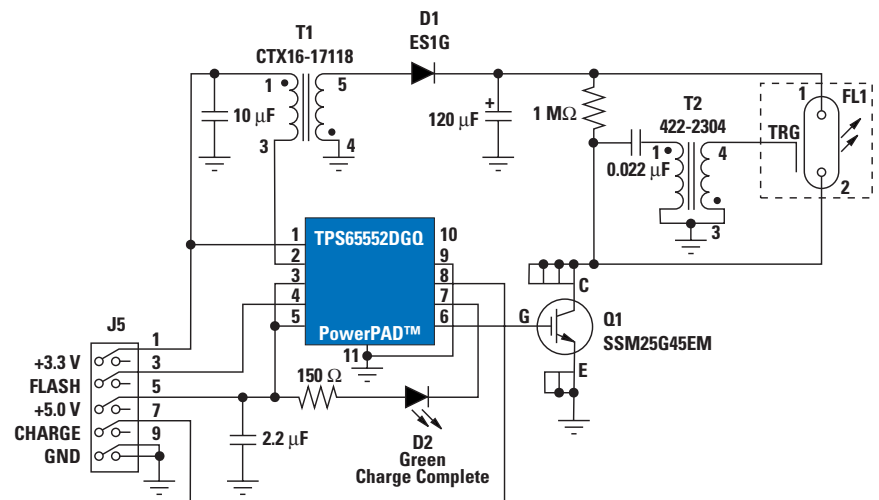 D1
ES1G
T1
CTX16-17118
1
5
3
4
10 µF
120 µF
+
1 MΩ
T2
422-2304
0.022 µF
1
4
3
TRG
FL1
1
2
TPS65552DGQ
PowerPAD™
1
2
3
4
5
10
9
8
7
6
11
G
C
E
Q1
SSM25G45EM
J5
+3.3 V
FLASH
+5.0 V
CHARGE
GND
1
3
5
7
9
150 Ω
2.2 µF
D2
Green
Charge Complete